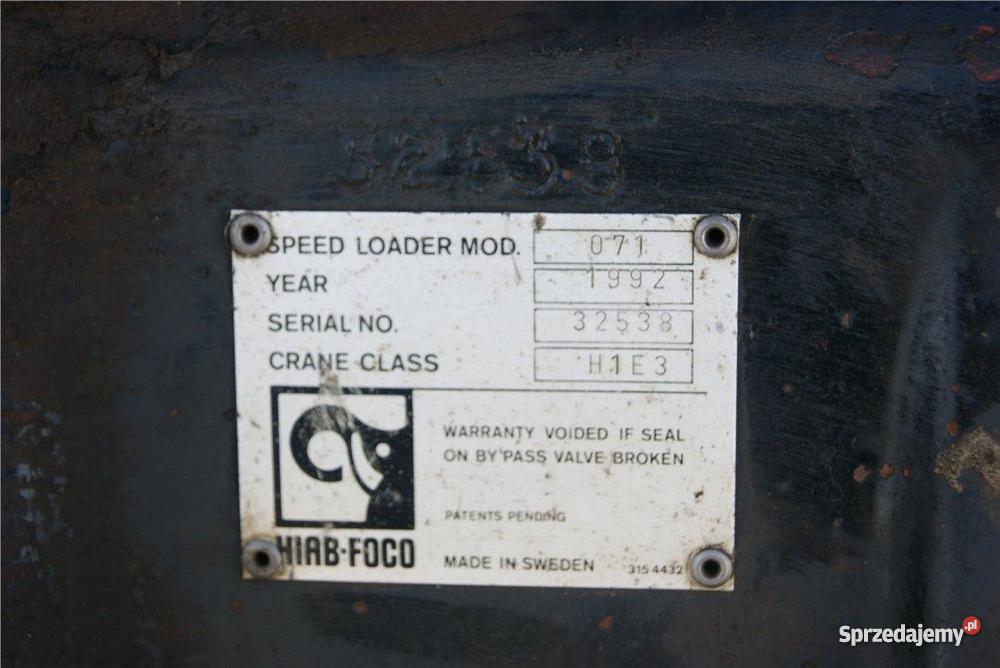 32538
SPEED LOADER MOD. 071
YEAR 1992
SERIAL NO. 32538
CRANE CLASS H1E3
WARRANTY VOIDED IF SEAL
ON BY PASS VALVE BROKEN
PATENTS PENDING
HIAB-FOCO
MADE IN SWEDEN 315 4432
Sprzedajemy.pl